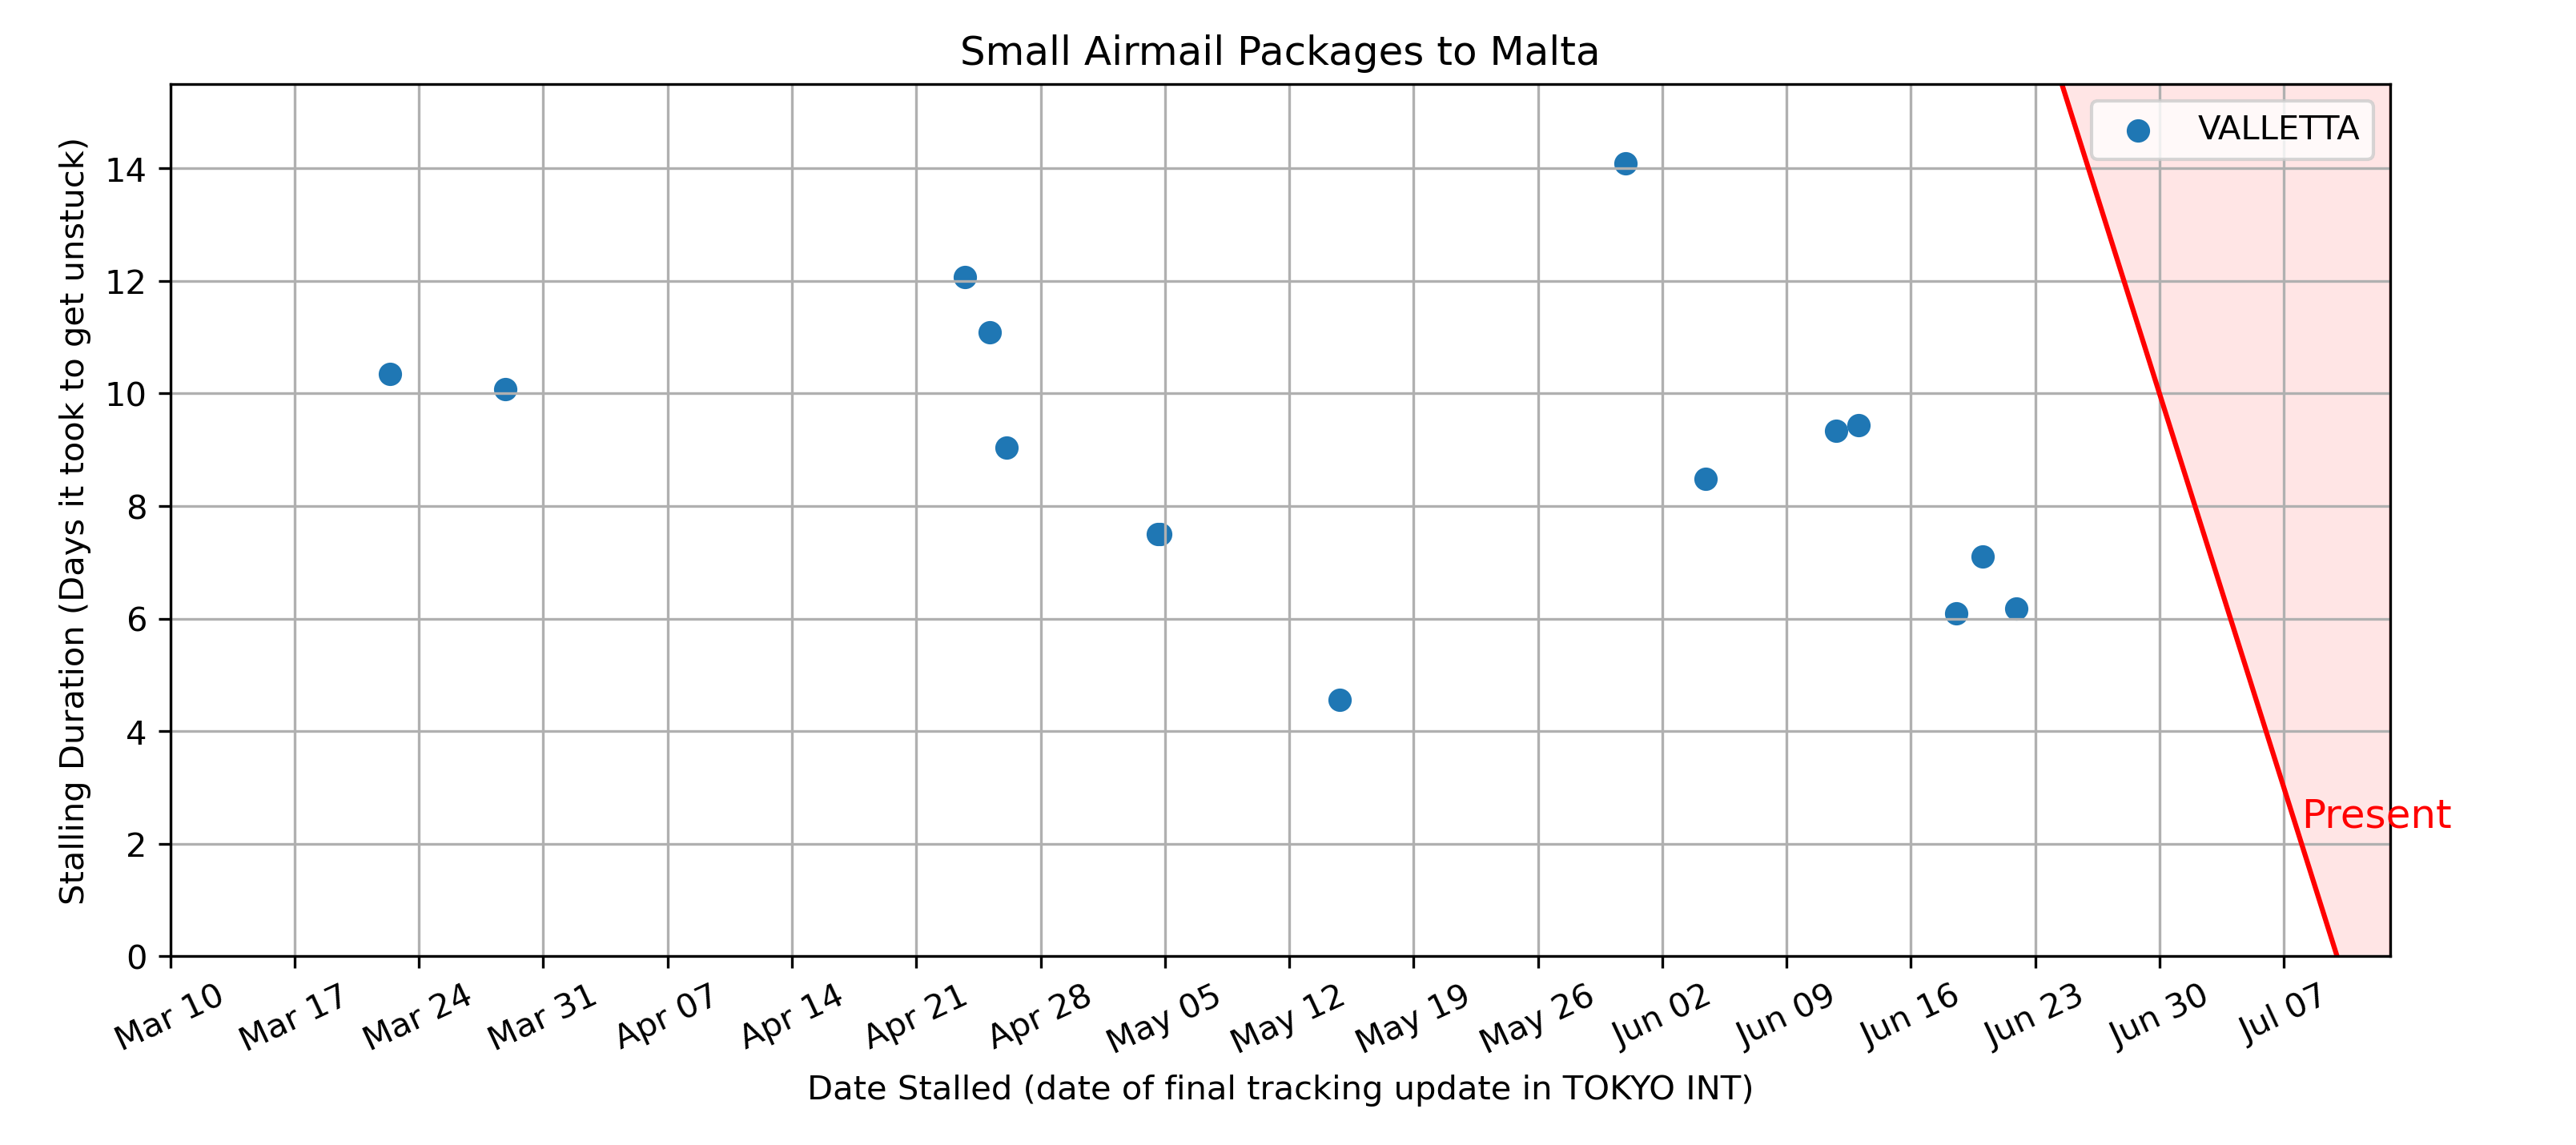 Small Airmail Packages to Malta
VALLETTA
Stalling Duration (Days it took to get unstuck)
14
12
10
8
6
4
2
0
Present
Mar 10
Mar 17
Mar 24
Mar 31
Apr 07
Apr 14
Apr 21
Apr 28
May 05
May 12
May 19
May 26
Jun 02
Jun 09
Jun 16
Jun 23
Jun 30
Jul 07
Date Stalled (date of final tracking update in TOKYO INT)